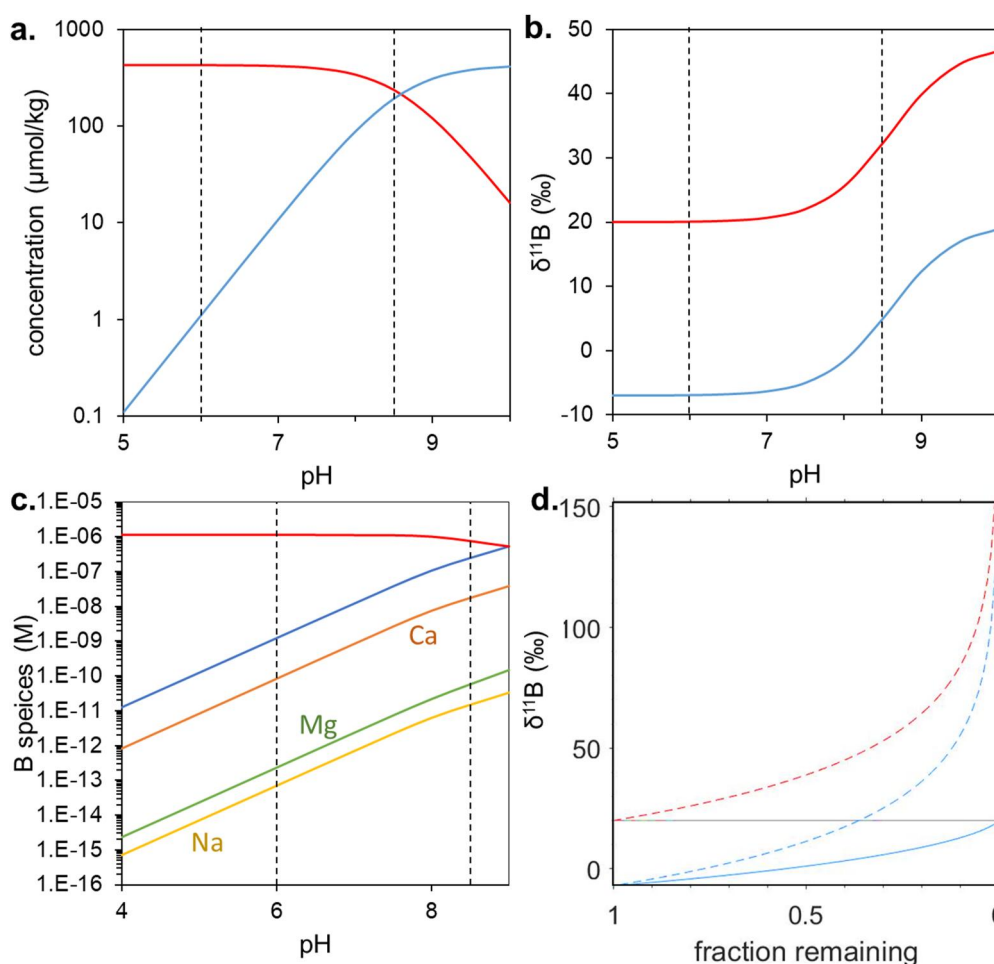 a.
1000
100
10
1
0.1
concentration (µmol/kg)
5 7 9
pH
b.
50
40
30
20
10
0
-10
δ¹¹B (‰)
5 7 9
pH
c.
1.E-05
1.E-06
1.E-07
1.E-08
1.E-09
1.E-10
1.E-11
1.E-12
1.E-13
1.E-14
1.E-15
1.E-16
B speices (M)
Ca
Mg
Na
4 6 8
pH
d.
150
100
50
0
δ¹¹B (‰)
1 0.5
fraction remaining